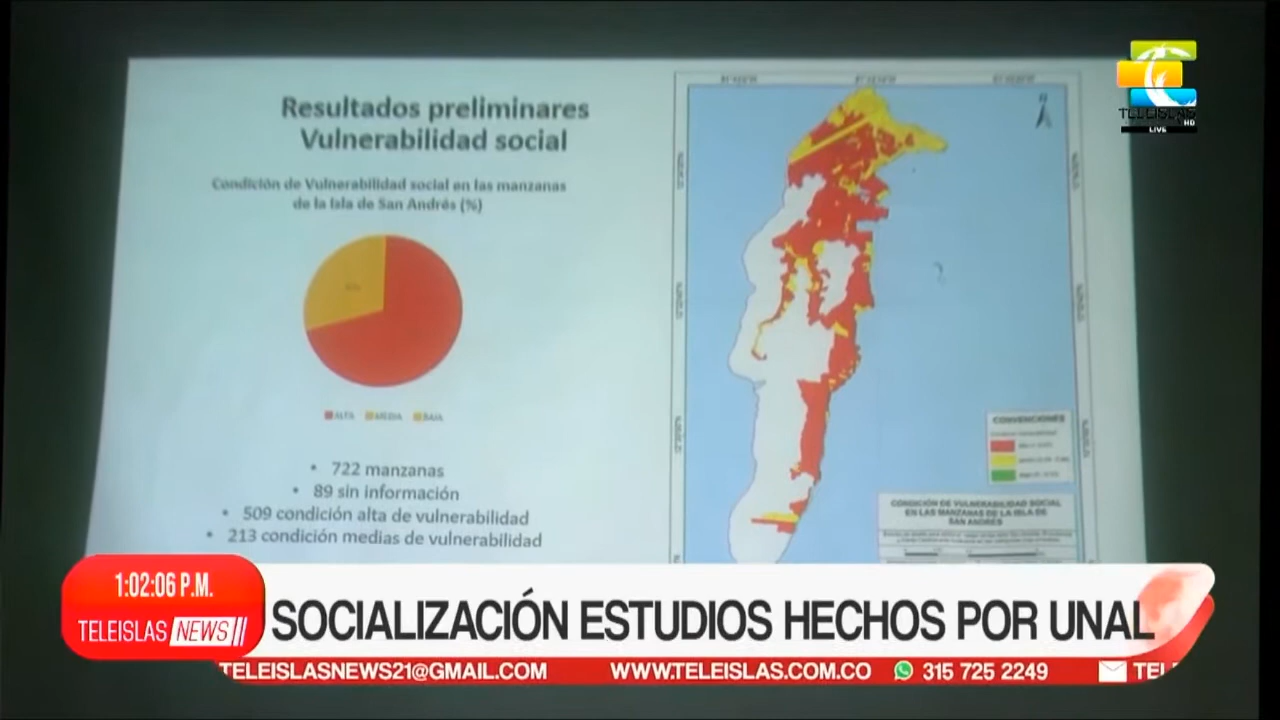 Resultados preliminares
Vulnerabilidad social
Condición de Vulnerabilidad social en las manzanas
de la Isla de San Andrés (%)
ALTA MEDIA BAJA
• 722 manzanas
• 89 sin información
• 509 condición alta de vulnerabilidad
• 213 condición medias de vulnerabilidad
CONVENCIONES
CONDICIÓN DE VULNERABILIDAD SOCIAL
EN LAS MANZANAS DE LA ISLA DE
SAN ANDRÉS
TELEISLAS
HD
LIVE
1:02:06 P.M.
TELEISLAS NEWS
SOCIALIZACIÓN ESTUDIOS HECHOS POR UNAL
TELEISLASNEWS21@GMAIL.COM WWW.TELEISLAS.COM.CO 315 725 2249 TEL